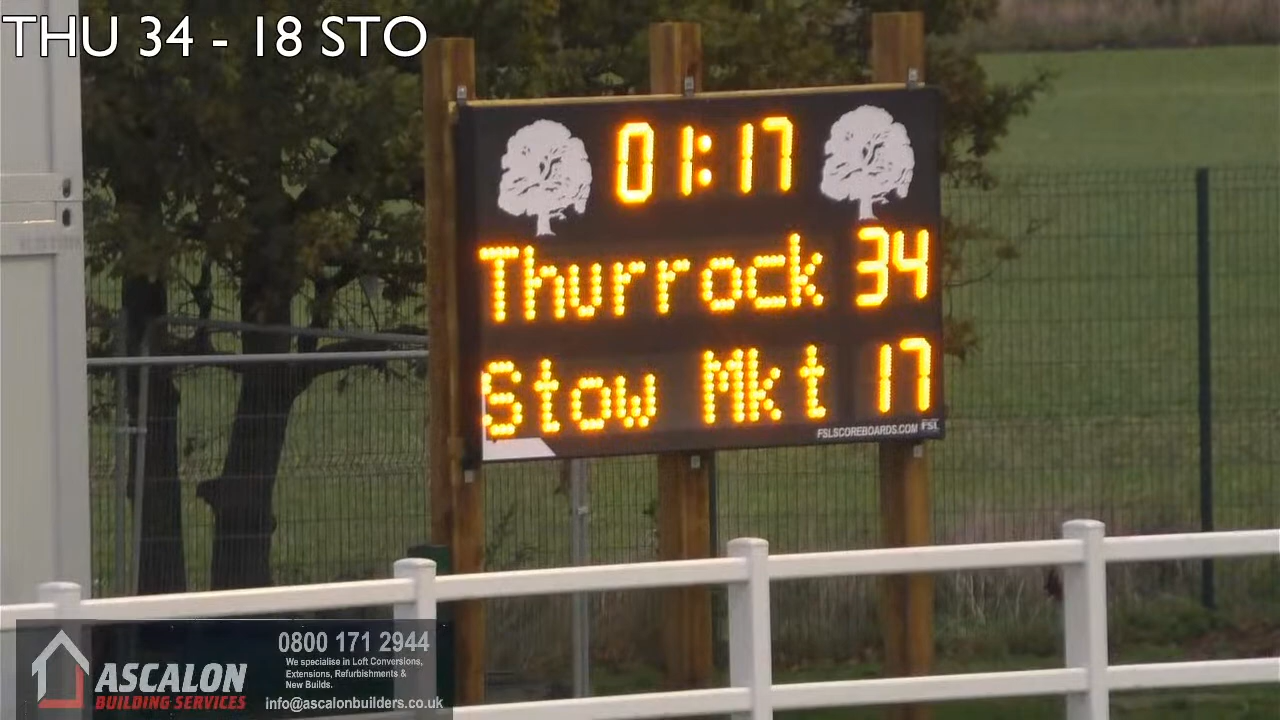 THU 34 - 18 STO
01:17
Thurrock 34
Stow Mkt 17
FSLSCOREBOARDS.COM FSL
ASCALON
BUILDING SERVICES
0800 171 2944
We specialise in Loft Conversions,
Extensions, Refurbishments &
New Builds.
info@ascalonbuilders.co.uk